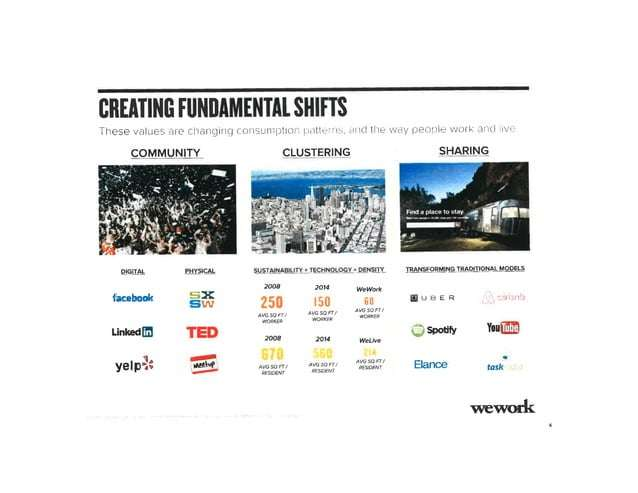 CREATING FUNDAMENTAL SHIFTS
These values are changing consumption patterns, and the way people work and live
COMMUNITY
DIGITAL PHYSICAL
facebook SXSW
Linked in TED
yelp meetup
CLUSTERING
SUSTAINABILITY + TECHNOLOGY + DENSITY
2008 2014 WeWork
250 150 60
AVG SQ FT / AVG SQ FT / AVG SQ FT /
WORKER WORKER WORKER
2008 2014 WeLive
670 560 214
AVG SQ FT / AVG SQ FT / AVG SQ FT /
RESIDENT RESIDENT RESIDENT
SHARING
Find a place to stay.
TRANSFORMING TRADITIONAL MODELS
UBER airbnb
Spotify YouTube
Elance taskrabbit
wework